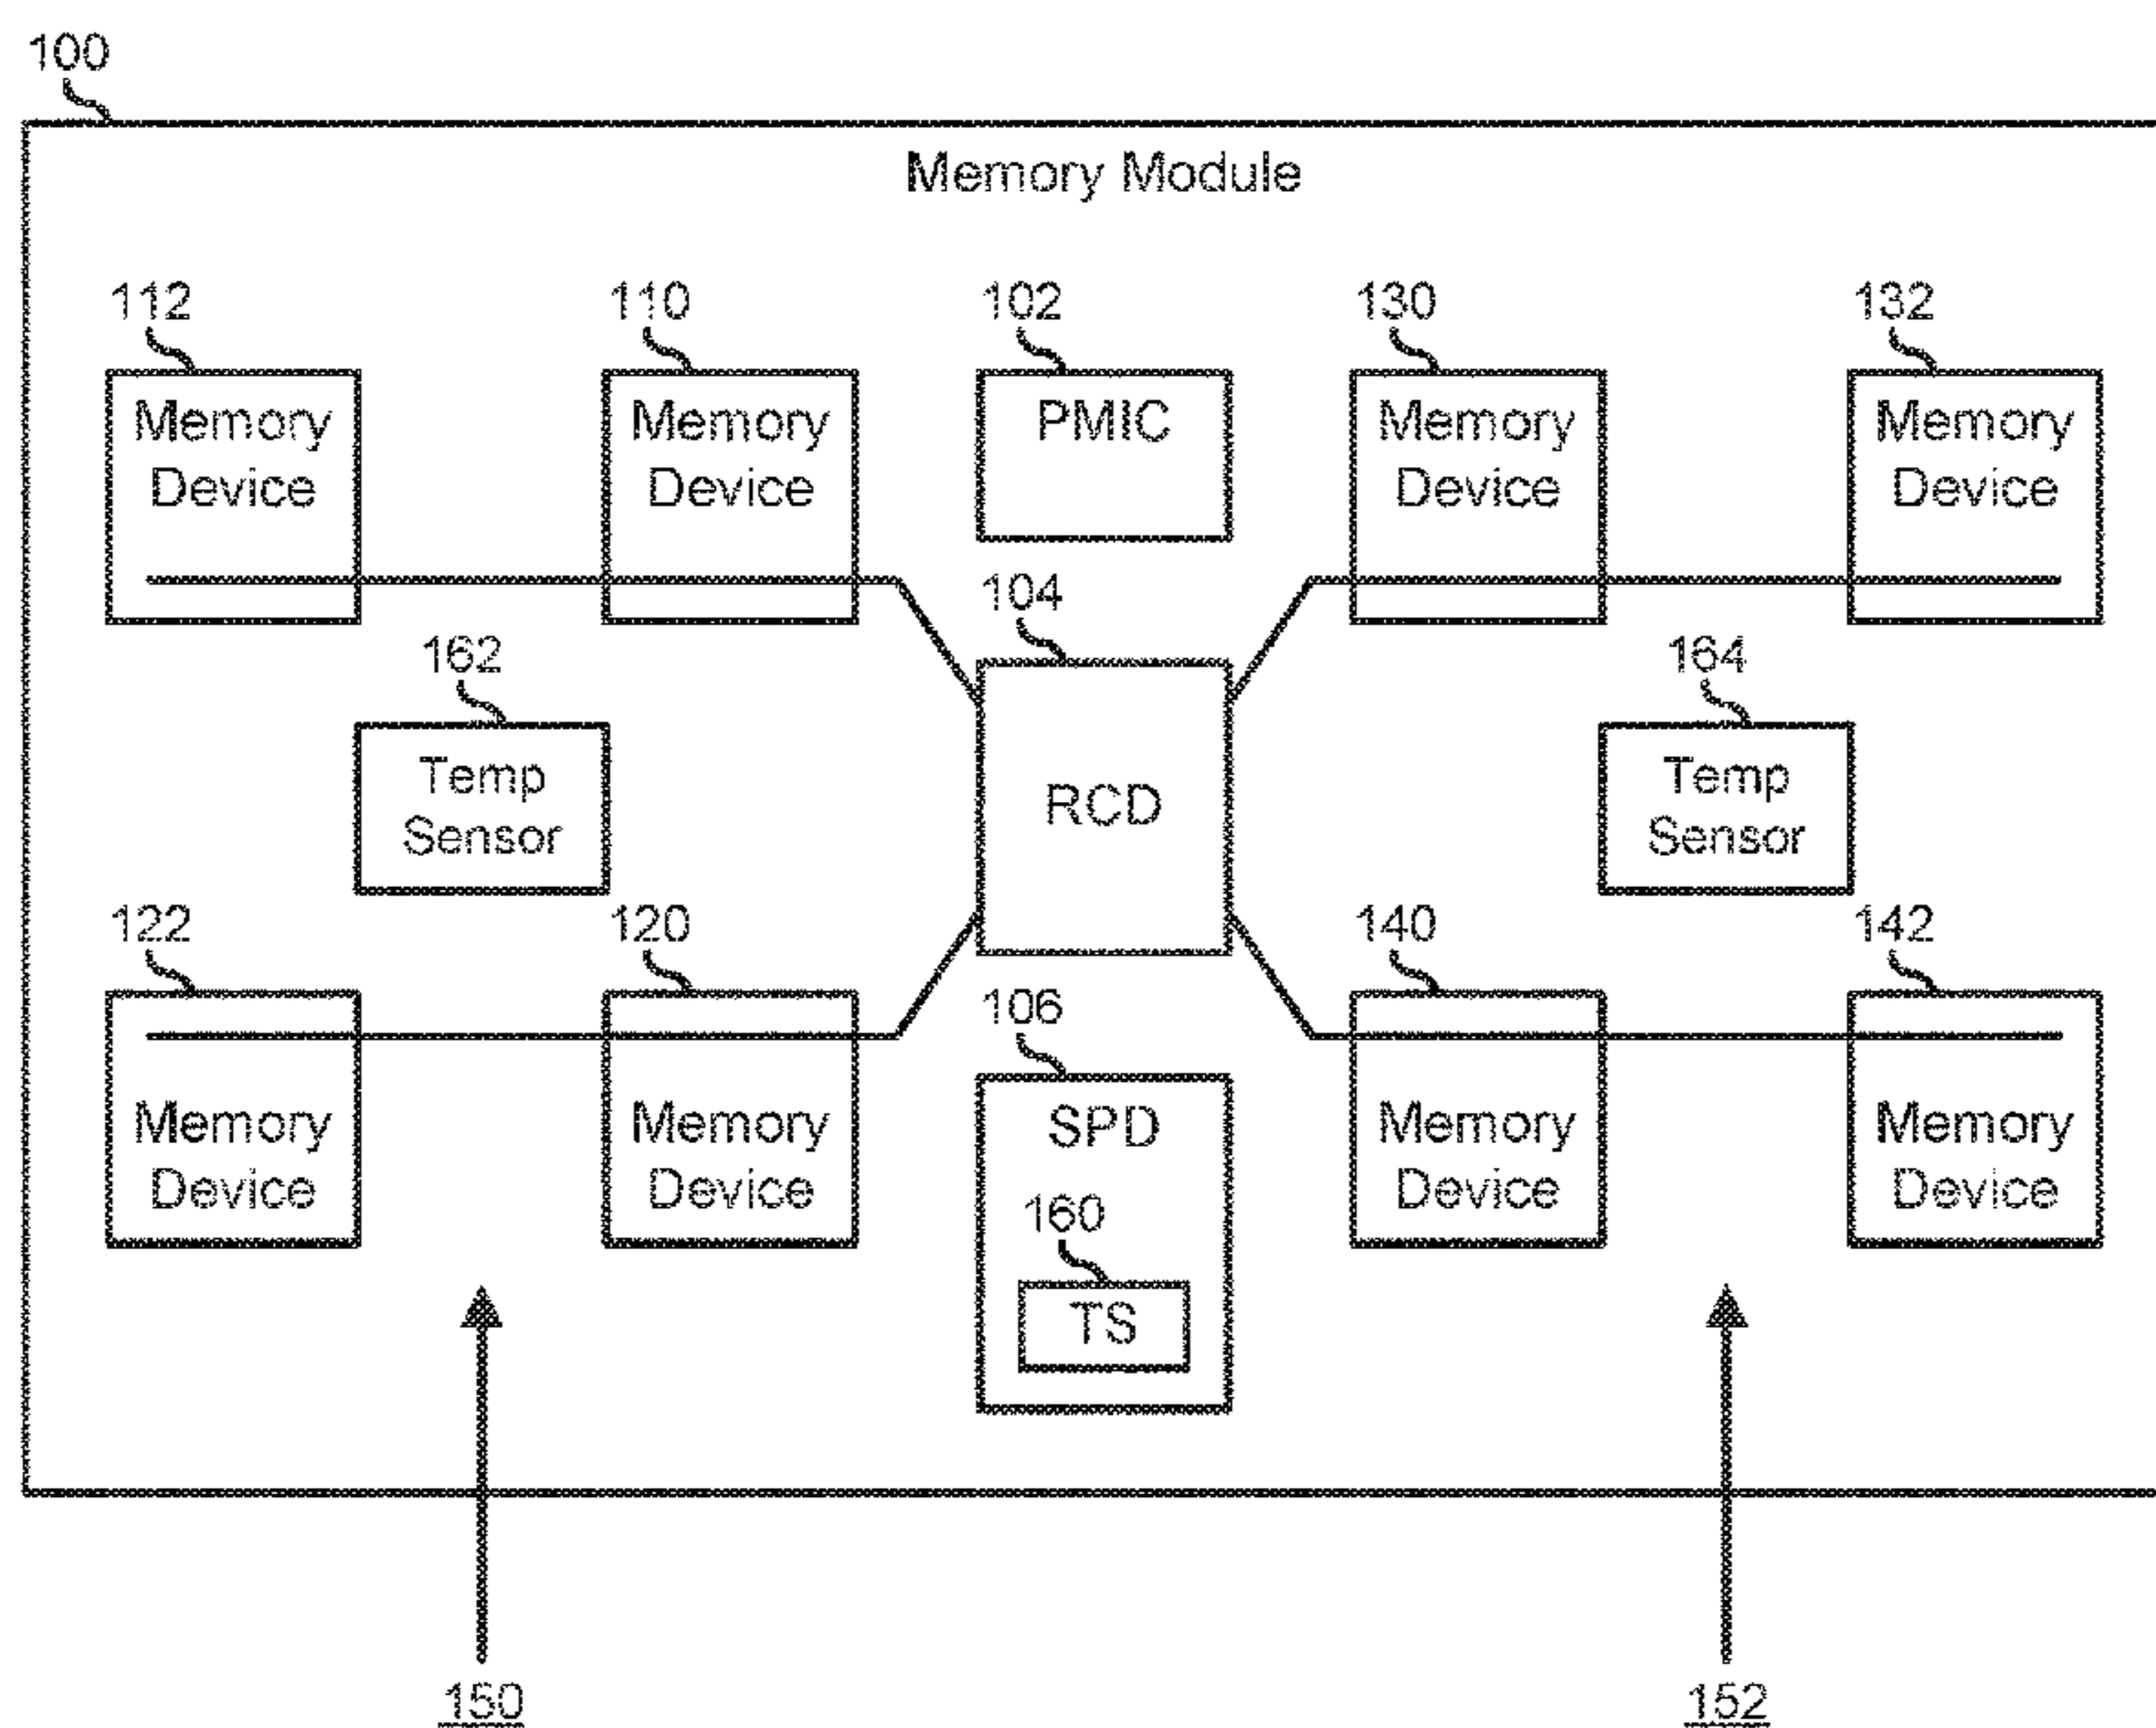 100
Memory Module
112
110
102
130
132
Memory
Device
Memory
Device
PMIC
Memory
Device
Memory
Device
104
162
164
Temp
Sensor
RCD
Temp
Sensor
122
120
140
142
106
Memory
Device
Memory
Device
SPD
Memory
Device
Memory
Device
160
TS
150
152